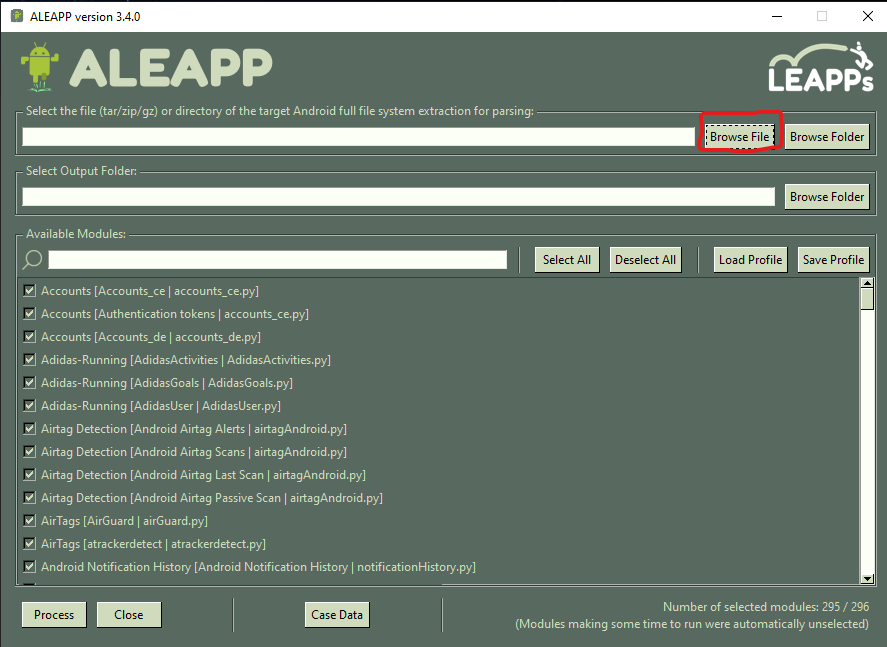 ALEAPP version 3.4.0
ALEAPP
LEAPPs
Select the file (tar/zip/gz) or directory of the target Android full file system extraction for parsing:
Browse File
Browse Folder
Select Output Folder:
Browse Folder
Available Modules:
Select All
Deselect All
Load Profile
Save Profile
Accounts [Accounts_ce | accounts_ce.py]
Accounts [Authentication tokens | accounts_ce.py]
Accounts [Accounts_de | accounts_de.py]
Adidas-Running [AdidasActivities | AdidasActivities.py]
Adidas-Running [AdidasGoals | AdidasGoals.py]
Adidas-Running [AdidasUser | AdidasUser.py]
Airtag Detection [Android Airtag Alerts | airtagAndroid.py]
Airtag Detection [Android Airtag Scans | airtagAndroid.py]
Airtag Detection [Android Airtag Last Scan | airtagAndroid.py]
Airtag Detection [Android Airtag Passive Scan | airtagAndroid.py]
AirTags [AirGuard | airGuard.py]
AirTags [atrackerdetect | atrackerdetect.py]
Android Notification History [Android Notification History | notificationHistory.py]
Process
Close
Case Data
Number of selected modules: 295 / 296
(Modules making some time to run were automatically unselected)